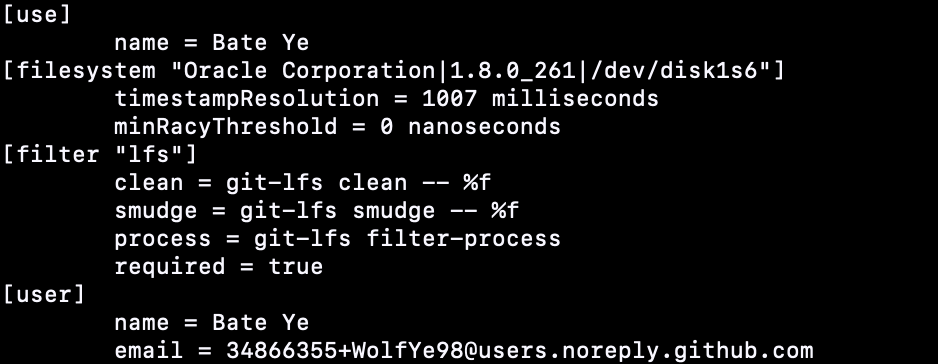 [use]
name = Bate Ye
[filesystem "Oracle Corporation|1.8.0_261|/dev/disk1s6"]
timestampResolution = 1007 milliseconds
minRacyThreshold = 0 nanoseconds
[filter "lfs"]
clean = git-lfs clean -- %f
smudge = git-lfs smudge -- %f
process = git-lfs filter-process
required = true
[user]
name = Bate Ye
email = 34866355+WolfYe98@users.noreply.github.com